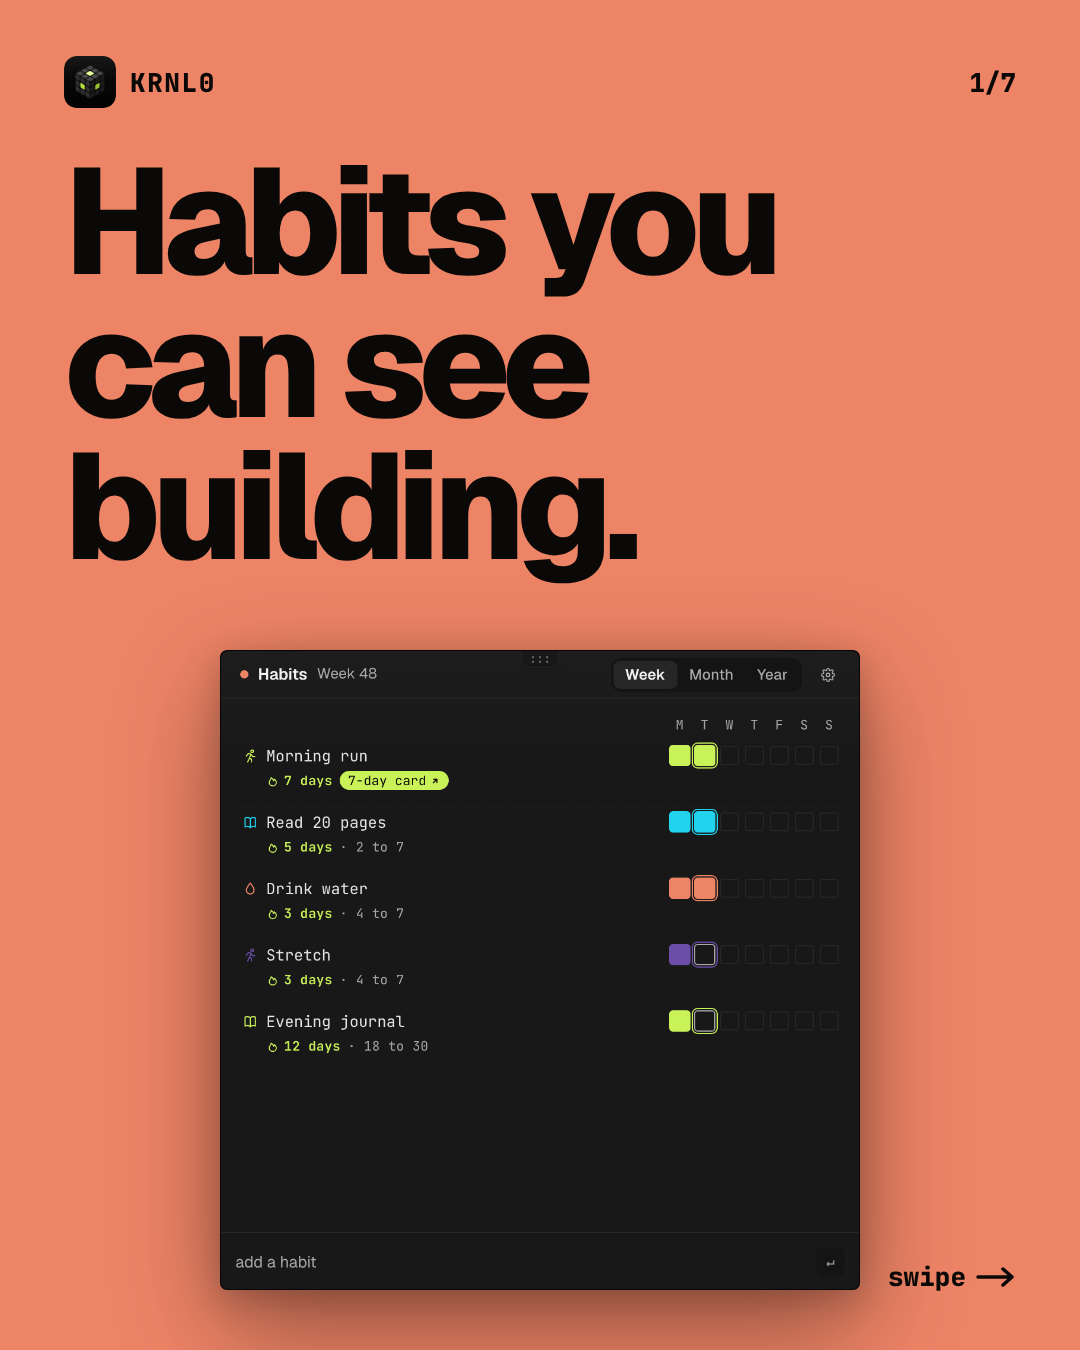 KRNL0
1/7
Habits you
can see
building.
Habits Week 48
Week Month Year
M T W T F S S
Morning run
7 days 7-day card ↗
Read 20 pages
5 days · 2 to 7
Drink water
3 days · 4 to 7
Stretch
3 days · 4 to 7
Evening journal
12 days · 18 to 30
add a habit
↵
swipe →